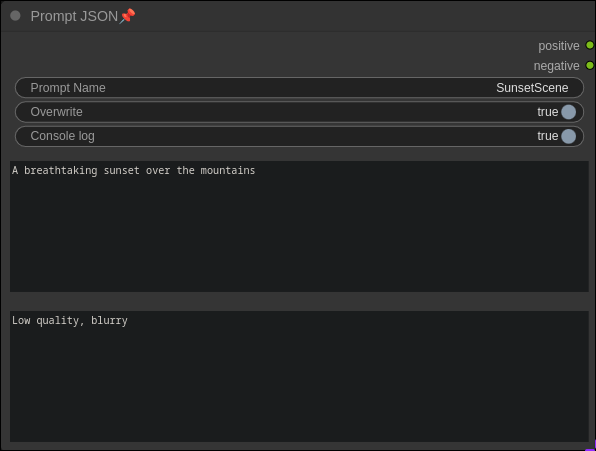 Prompt JSON📌
positive
negative
Prompt Name SunsetScene
Overwrite true
Console log true
A breathtaking sunset over the mountains
Low quality, blurry